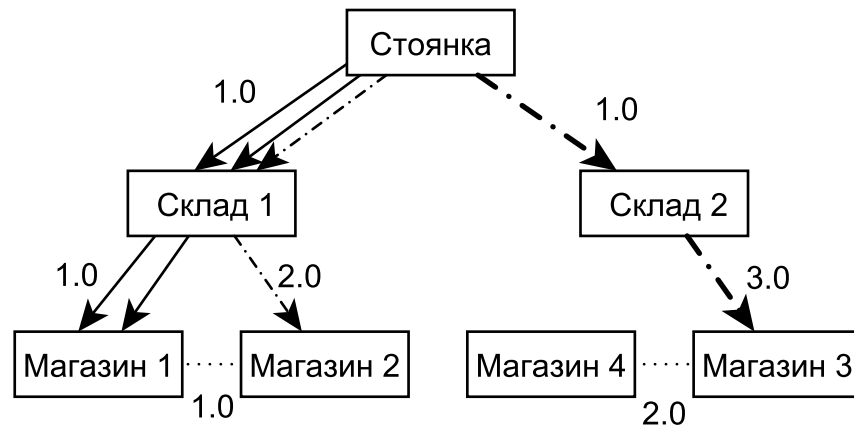 Стоянка
1.0
1.0
Склад 1
Склад 2
1.0
2.0
3.0
Магазин 1
Магазин 2
Магазин 4
Магазин 3
1.0
2.0